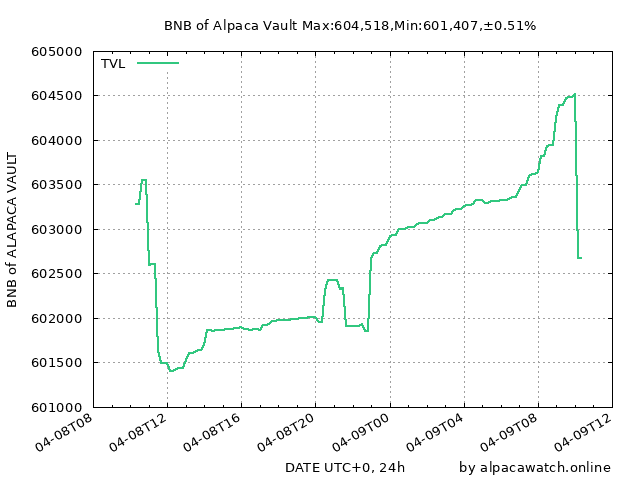 BNB of Alpaca Vault Max:604,518,Min:601,407,±0.51%
TVL
605000
604500
604000
603500
603000
602500
602000
601500
601000
BNB of ALAPACA VAULT
04-08T08
04-08T12
04-08T16
04-08T20
04-09T00
04-09T04
04-09T08
04-09T12
DATE UTC+0, 24h
by alpacawatch.online